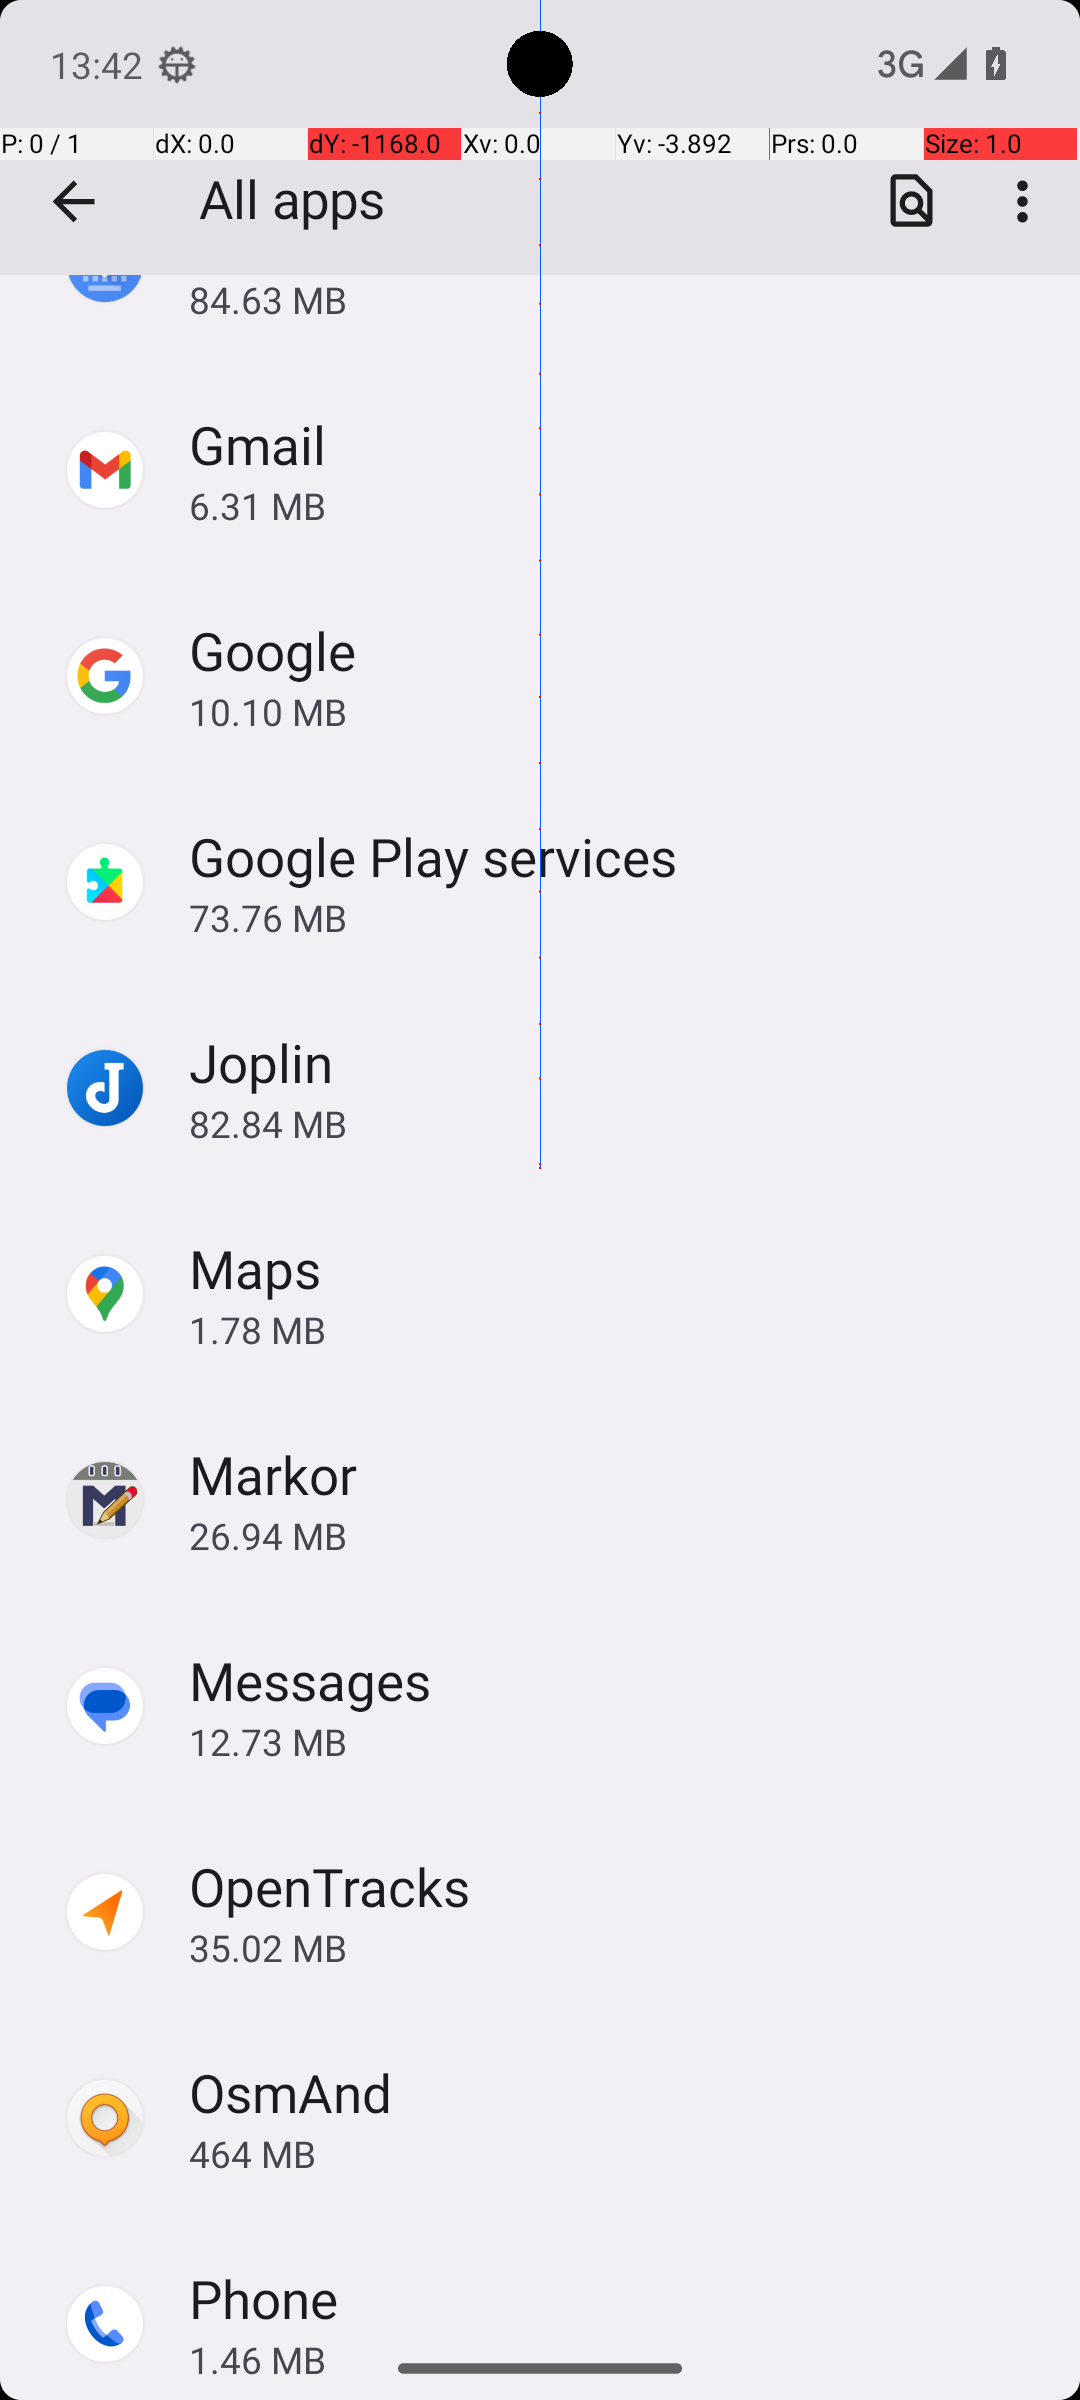 13:42
3G
P: 0 / 1 dX: 0.0 dY: -1168.0 Xv: 0.0 Yv: -3.892 Prs: 0.0 Size: 1.0
All apps
84.63 MB
Gmail
6.31 MB
Google
10.10 MB
Google Play services
73.76 MB
Joplin
82.84 MB
Maps
1.78 MB
Markor
26.94 MB
Messages
12.73 MB
OpenTracks
35.02 MB
OsmAnd
464 MB
Phone
1.46 MB